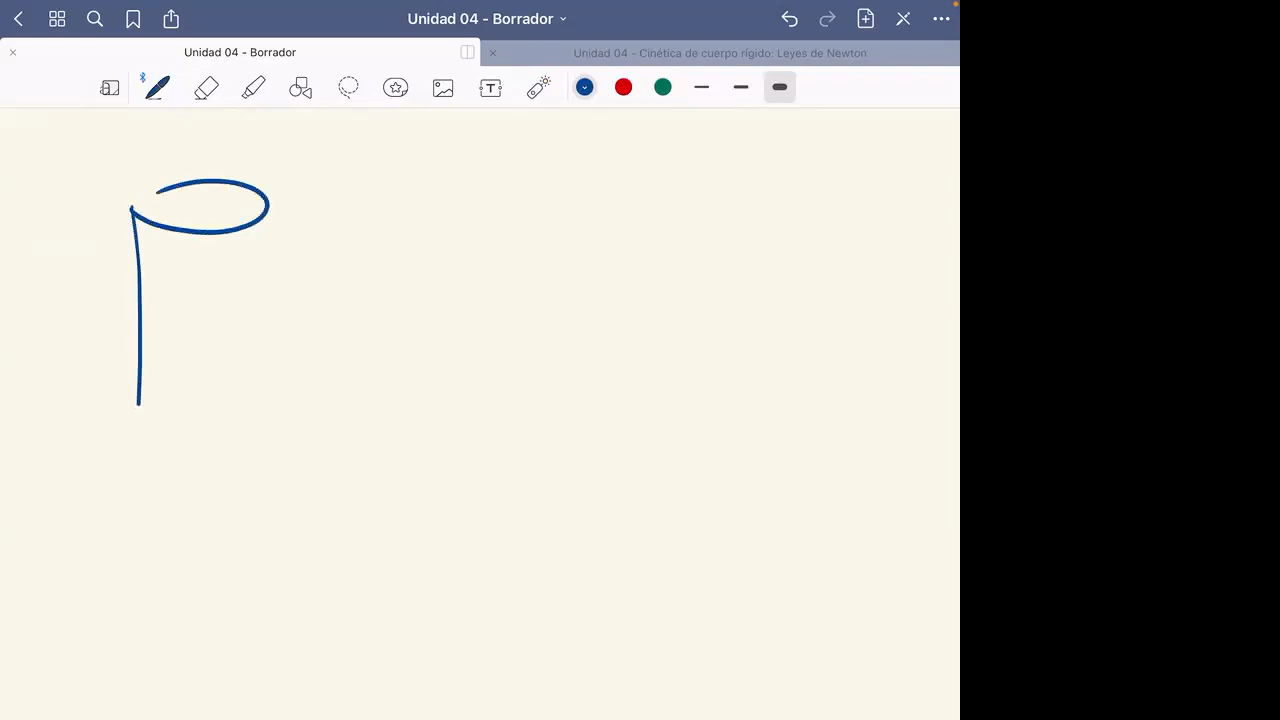 Unidad 04 - Borrador
Unidad 04 - Borrador
Unidad 04 - Cinética de cuerpo rígido: Leyes de Newton
T